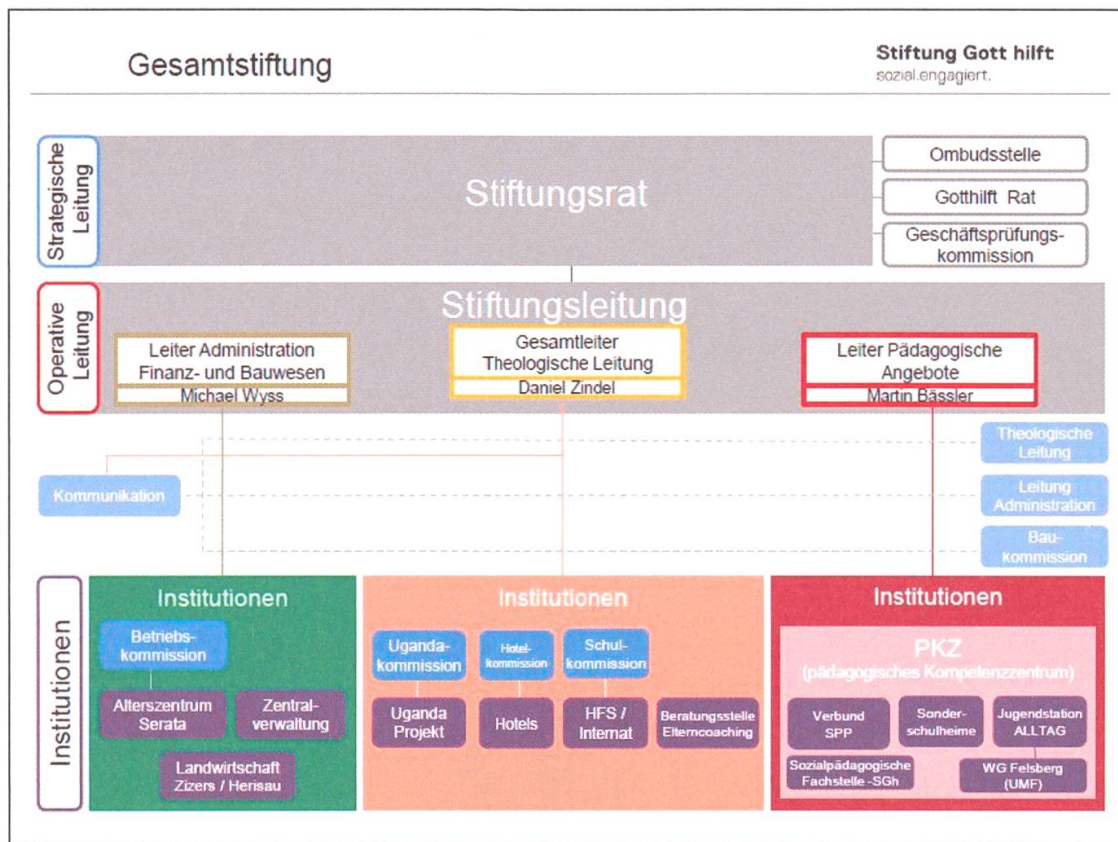 Gesamtstiftung
Stiftung Gott hilft
sozial.engagiert.
Strategische
Leitung
Stiftungsrat
Ombudsstelle
Gotthilft Rat
Geschäftsprüfungs-
kommission
Operative
Leitung
Stiftungsleitung
Leiter Administration
Finanz- und Bauwesen
Michael Wyss
Gesamtleiter
Theologische Leitung
Daniel Zindel
Leiter Pädagogische
Angebote
Martin Bässler
Kommunikation
Theologische
Leitung
Leitung
Administration
Bau-
kommission
Institutionen
Institutionen
Betriebs-
kommission
Alterszentrum
Serata
Zentral-
verwaltung
Landwirtschaft
Zizers / Herisau
Institutionen
Uganda-
kommission
Hotel-
kommission
Schul-
kommission
Uganda
Projekt
Hotels
HFS /
Internat
Beratungsstelle
Elterncoaching
Institutionen
PKZ
(pädagogisches Kompetenzzentrum)
Verbund
SPP
Sonder-
schulheime
Jugendstation
ALLTAG
Sozialpädagogische
Fachstelle -SGh
WG Felsberg
(UMF)